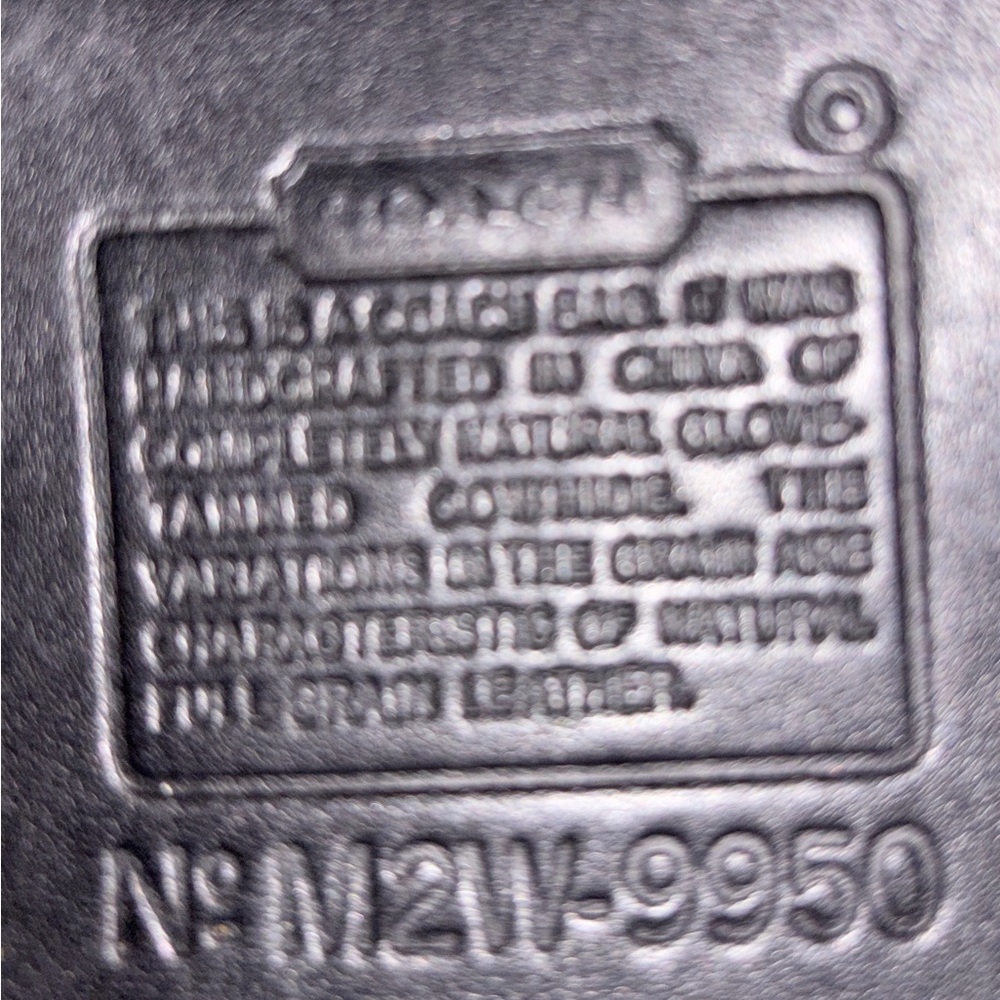 COACH
THIS IS A COACH BAG. IT WAS
HANDCRAFTED IN CHINA OF
COMPLETELY NATURAL GLOVE-
TANNED COWHIDE. THE
VARIATIONS IN THE GRAIN ARE
CHARACTERISTIC OF NATURAL
FULL GRAIN LEATHER.
Nº M2W-9950